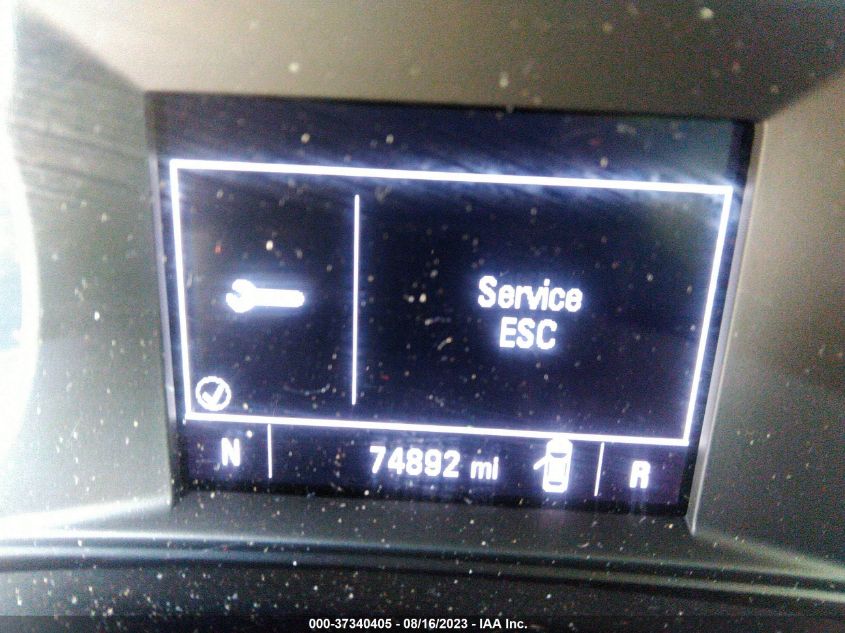 Service
ESC
N 74892 mi R
000-37340405 - 08/16/2023 - IAA Inc.